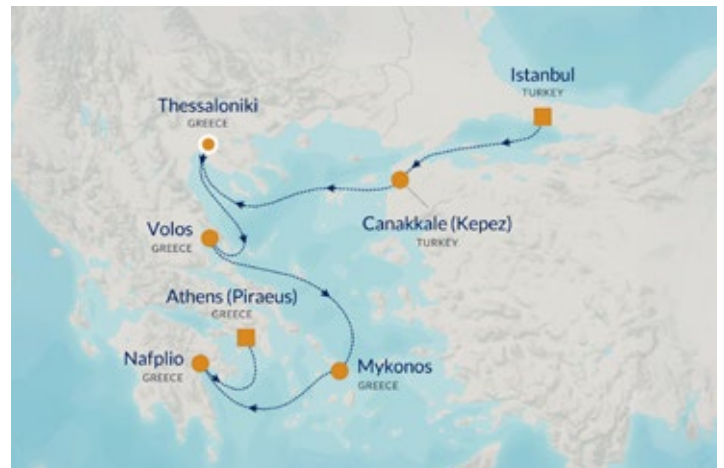 Istanbul
TURKEY
Thessaloniki
GREECE
Canakkale (Kepez)
TURKEY
Volos
GREECE
Athens (Piraeus)
GREECE
Nafplio
GREECE
Mykonos
GREECE